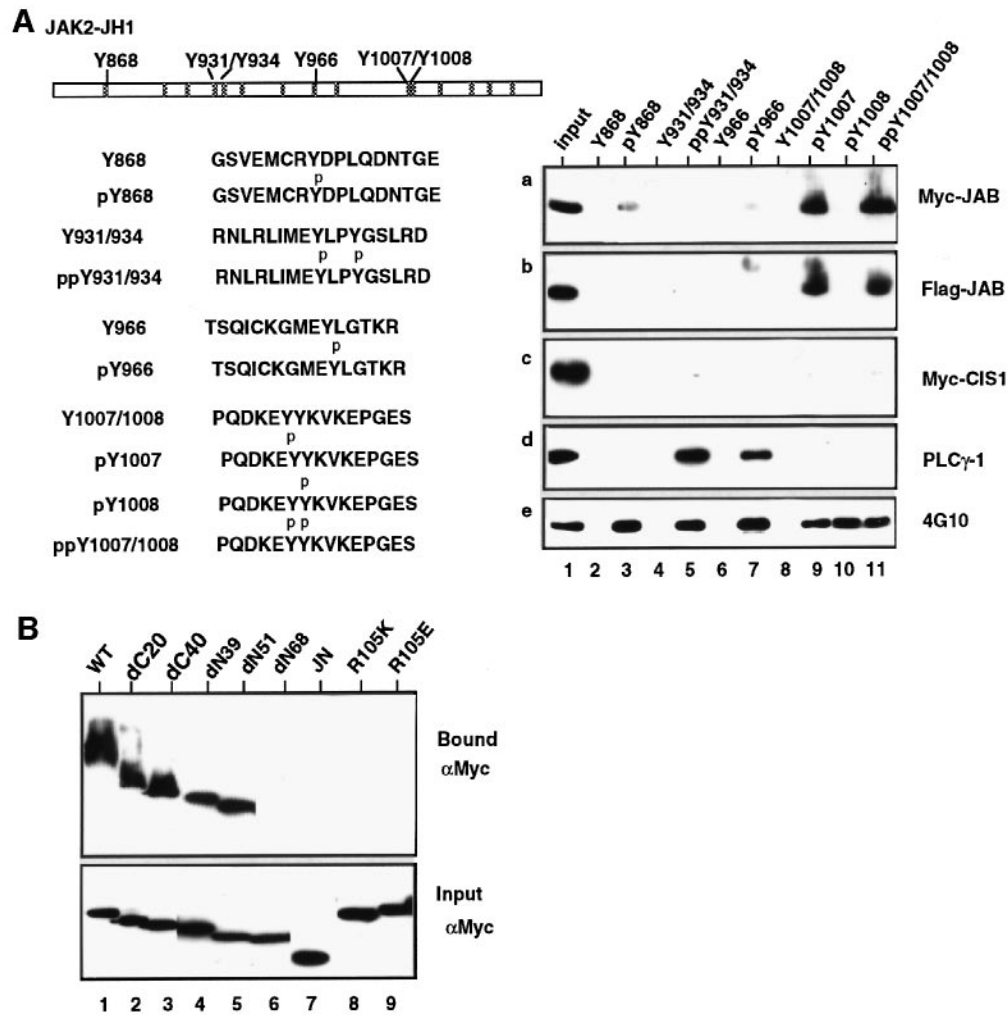 A JAK2-JH1
Y868 Y931/Y934 Y966 Y1007/Y1008
Y868 GSVEMCRYDPLQDNTGE
p
pY868 GSVEMCRYDPLQDNTGE
Y931/934 RNLRLIMEYLPYGSLRD
p p
ppY931/934 RNLRLIMEYLPYGSLRD
Y966 TSQICKGMEYLGTKR
p
pY966 TSQICKGMEYLGTKR
Y1007/1008 PQDKEYYKVKEPGES
p
pY1007 PQDKEYYKVKEPGES
p
pY1008 PQDKEYYKVKEPGES
p p
ppY1007/1008 PQDKEYYKVKEPGES
input Y868 pY868 Y931/934 ppY931/934 Y966 pY966 Y1007/1008 pY1007 pY1008 ppY1007/1008
a Myc-JAB
b Flag-JAB
c Myc-CIS1
d PLCγ-1
e 4G10
1 2 3 4 5 6 7 8 9 10 11
B
WT dC20 dC40 dN39 dN51 dN68 JN R105K R105E
Bound
αMyc
Input
αMyc
1 2 3 4 5 6 7 8 9